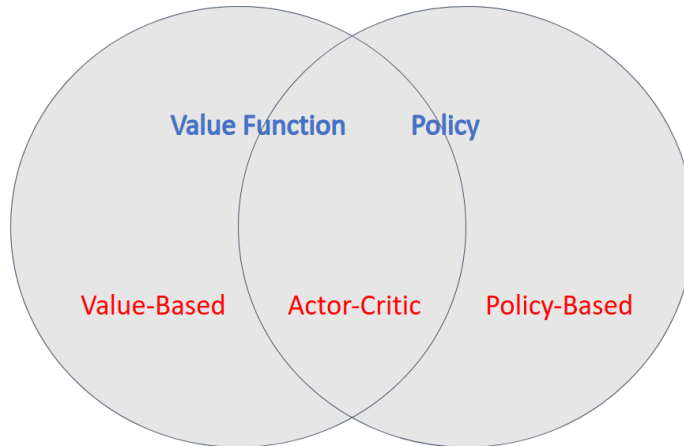 Value Function Policy
Value-Based Actor-Critic Policy-Based